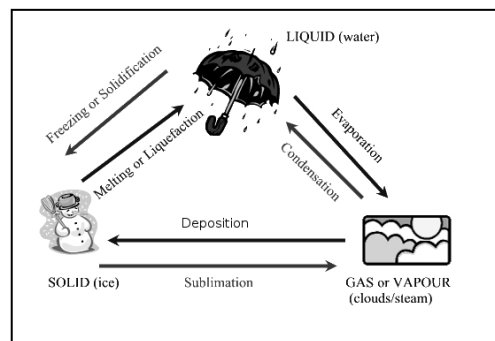 LIQUID (water)
Freezing or Solidification
Melting or Liquefaction
Evaporation
Condensation
Deposition
Sublimation
SOLID (ice)
GAS or VAPOUR
(clouds/steam)